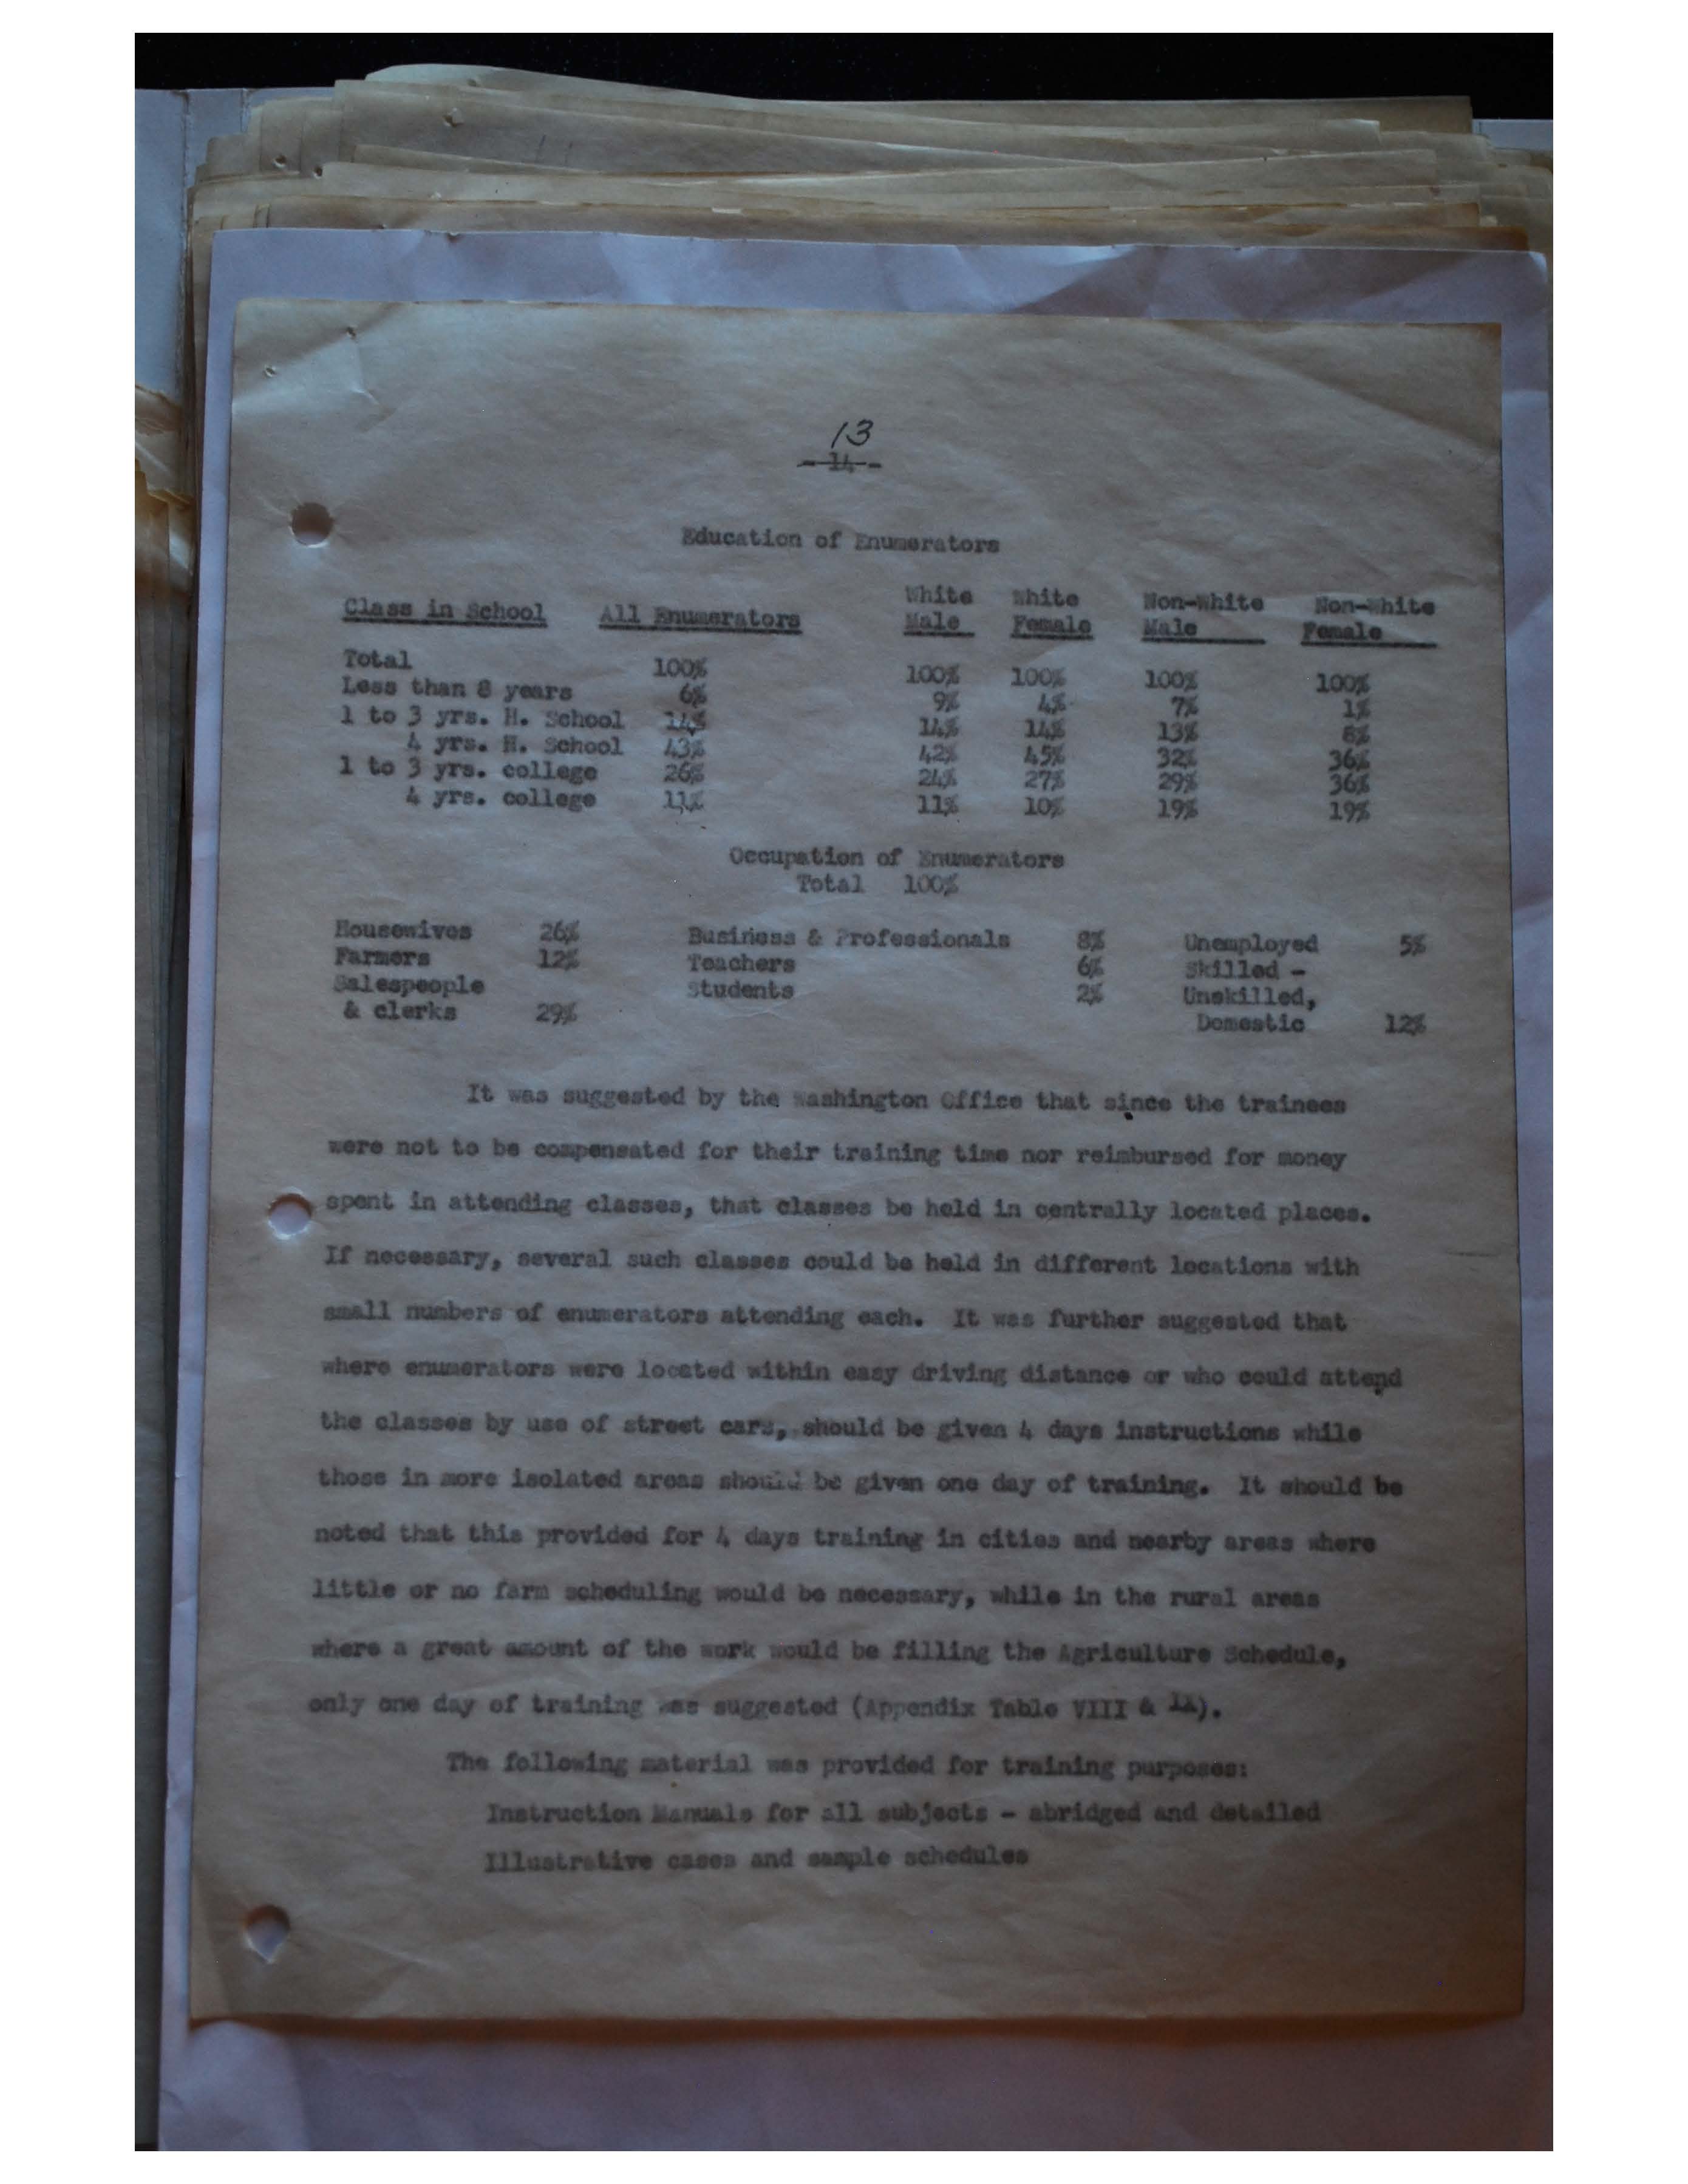 13
- 14 -
Education of Enumerators
Class in School All Enumerators White Male White Female Non-White Male Non-White Female
Total 100% 100% 100% 100% 100%
Less than 8 years 6% 9% 4% 7% 1%
1 to 3 yrs. H. School 14% 14% 14% 13% 8%
4 yrs. H. School 43% 42% 45% 32% 36%
1 to 3 yrs. college 26% 24% 27% 29% 36%
4 yrs. college 11% 11% 10% 19% 19%
Occupation of Enumerators
Total 100%
Housewives 26% Business & Professionals 8% Unemployed 5%
Farmers 12% Teachers 6% Skilled -
Salespeople Students 2% Unskilled,
& clerks 29% Domestic 12%
It was suggested by the Washington Office that since the trainees
were not to be compensated for their training time nor reimbursed for money
spent in attending classes, that classes be held in centrally located places.
If necessary, several such classes could be held in different locations with
small numbers of enumerators attending each. It was further suggested that
where enumerators were located within easy driving distance or who could attend
the classes by use of street cars, should be given 4 days instructions while
those in more isolated areas should be given one day of training. It should be
noted that this provided for 4 days training in cities and nearby areas where
little or no farm scheduling would be necessary, while in the rural areas
where a great amount of the work would be filling the Agriculture Schedule,
only one day of training was suggested (Appendix Table VIII & IX).
The following material was provided for training purposes:
Instruction Manuals for all subjects - abridged and detailed
Illustrative cases and sample schedules